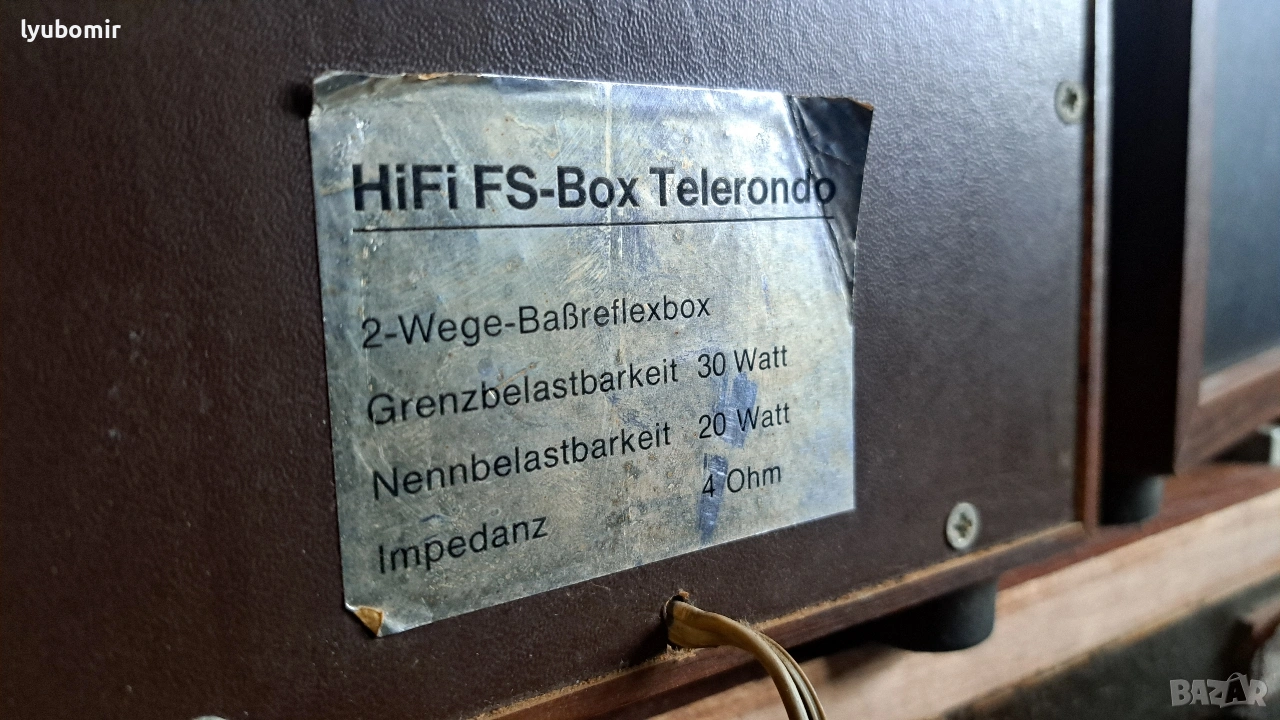 lyubomir
HiFi FS-Box Telerondo
2-Wege-Baßreflexbox
Grenzbelastbarkeit 30 Watt
Nennbelastbarkeit 20 Watt
Impedanz 4 Ohm
BAZAR